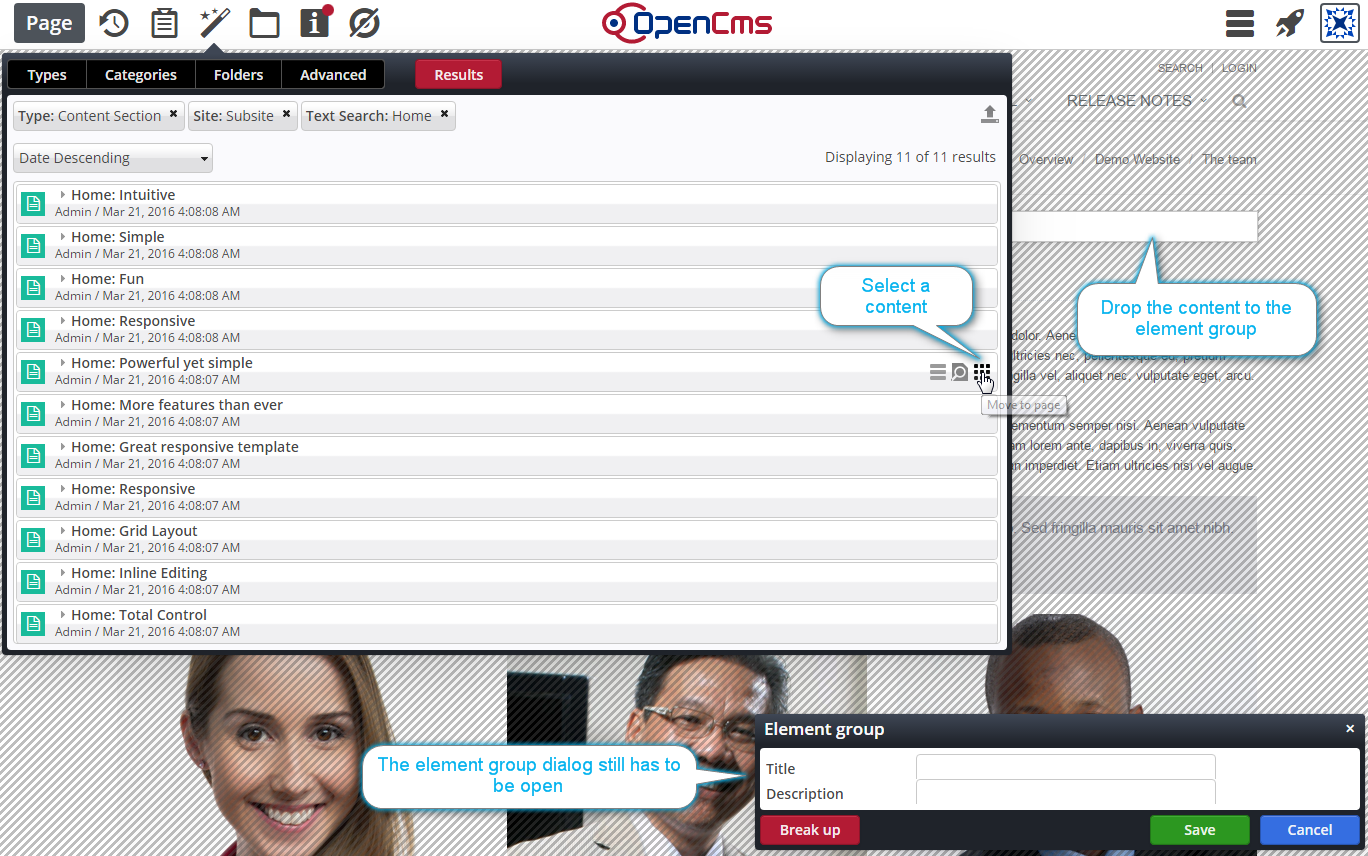 Page
OpenCms
SEARCH | LOGIN
RELEASE NOTES
Overview / Demo Website / The team
Types
Categories
Folders
Advanced
Results
Type: Content Section ×
Site: Subsite ×
Text Search: Home ×
Date Descending
Displaying 11 of 11 results
Home: Intuitive
Admin / Mar 21, 2016 4:08:08 AM
Home: Simple
Admin / Mar 21, 2016 4:08:08 AM
Home: Fun
Admin / Mar 21, 2016 4:08:08 AM
Home: Responsive
Admin / Mar 21, 2016 4:08:08 AM
Home: Powerful yet simple
Admin / Mar 21, 2016 4:08:07 AM
Home: More features than ever
Admin / Mar 21, 2016 4:08:07 AM
Home: Great responsive template
Admin / Mar 21, 2016 4:08:07 AM
Home: Responsive
Admin / Mar 21, 2016 4:08:07 AM
Home: Grid Layout
Admin / Mar 21, 2016 4:08:07 AM
Home: Inline Editing
Admin / Mar 21, 2016 4:08:07 AM
Home: Total Control
Admin / Mar 21, 2016 4:08:07 AM
Select a
content
Move to page
Drop the content to the
element group
dolor. Aene
ultricies nec, pellentesque eu, pretium
fringilla vel, aliquet nec, vulputate eget, arcu.
elementum semper nisi. Aenean vulputate
am lorem ante, dapibus in, viverra quis,
imperdiet. Etiam ultricies nisi vel augue.
Sed fringilla mauris sit amet nibh.
The element group dialog still has to
be open
Element group ×
Title
Description
Break up
Save
Cancel